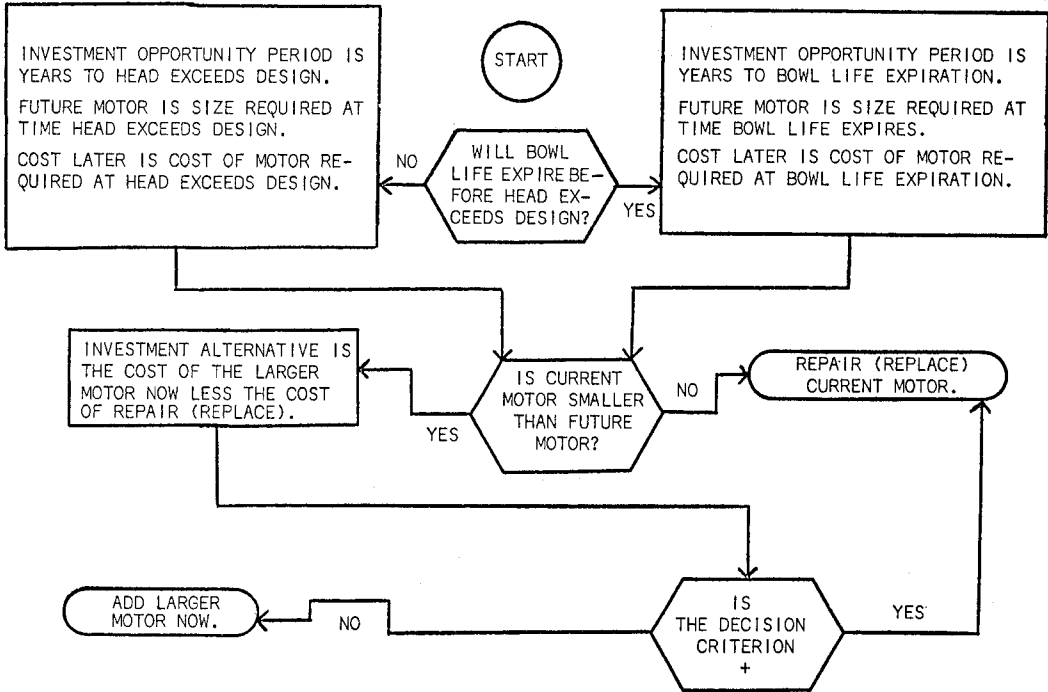 START
INVESTMENT OPPORTUNITY PERIOD IS
YEARS TO HEAD EXCEEDS DESIGN.
FUTURE MOTOR IS SIZE REQUIRED AT
TIME HEAD EXCEEDS DESIGN.
COST LATER IS COST OF MOTOR RE-
QUIRED AT HEAD EXCEEDS DESIGN.
NO
WILL BOWL
LIFE EXPIRE BE-
FORE HEAD EX-
CEEDS DESIGN?
YES
INVESTMENT OPPORTUNITY PERIOD IS
YEARS TO BOWL LIFE EXPIRATION.
FUTURE MOTOR IS SIZE REQUIRED AT
TIME BOWL LIFE EXPIRES.
COST LATER IS COST OF MOTOR RE-
QUIRED AT BOWL LIFE EXPIRATION.
INVESTMENT ALTERNATIVE IS
THE COST OF THE LARGER
MOTOR NOW LESS THE COST
OF REPAIR (REPLACE).
YES
IS CURRENT
MOTOR SMALLER
THAN FUTURE
MOTOR?
NO
REPAIR (REPLACE)
CURRENT MOTOR.
ADD LARGER
MOTOR NOW.
NO
IS
THE DECISION
CRITERION
+
YES